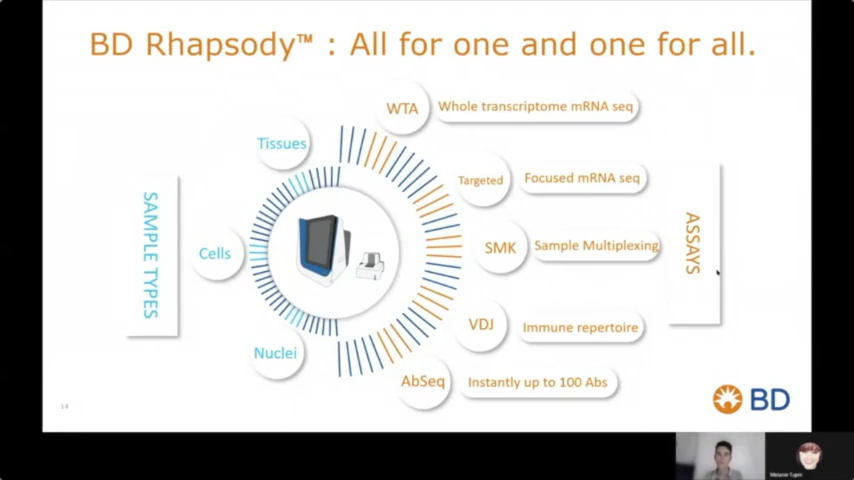 BD Rhapsody™ : All for one and one for all.
SAMPLE TYPES
Tissues
Cells
Nuclei
WTA
Whole transcriptome mRNA seq
Targeted
Focused mRNA seq
SMK
Sample Multiplexing
VDJ
Immune repertoire
AbSeq
Instantly up to 100 Abs
ASSAYS
BD
14